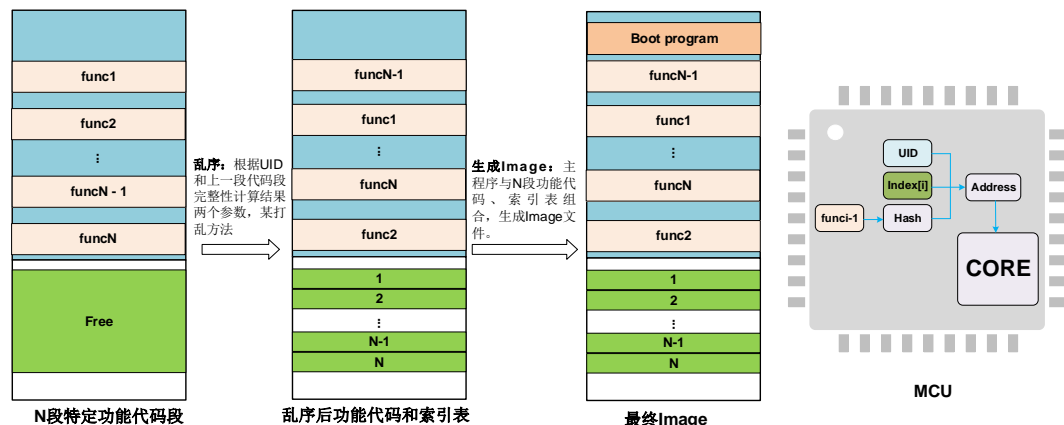 func1
func2
...
funcN - 1
funcN
Free
N段特定功能代码段
乱序：根据UID
和上一段代码段
完整性计算结果
两个参数，某打
乱方法
funcN-1
func1
...
funcN
func2
1
2
...
N-1
N
乱序后功能代码和索引表
生成Image：主
程序与N段功能代
码、索引表组
合，生成Image文
件。
Boot program
funcN-1
func1
...
funcN
func2
1
2
...
N-1
N
最终Image
UID
Index[i]
Address
funci-1
Hash
CORE
MCU